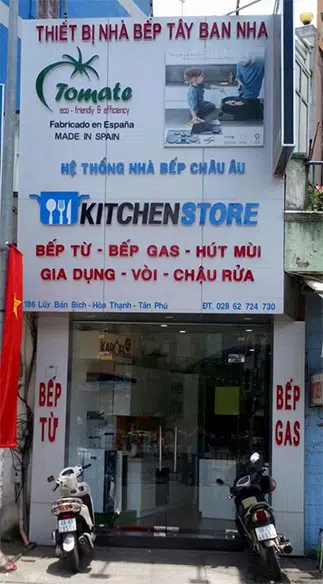 THIẾT BỊ NHÀ BẾP TÂY BAN NHA
Tomate
eco - friendly & efficiency
Fabricado en España
MADE IN SPAIN
HỆ THỐNG NHÀ BẾP CHÂU ÂU
KITCHENSTORE
BẾP TỪ - BẾP GAS - HÚT MÙI
GIA DỤNG - VÒI - CHẬU RỬA
186 Lũy Bán Bích - Hòa Thạnh - Tân Phú ĐT. 028 62 724 730
BẾP
TỪ
BẾP
GAS